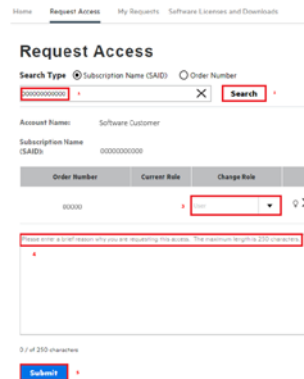 Home Request Access My Requests Software Licenses and Downloads
Request Access
Search Type Subscription Name (SAID) Order Number
00000000000 Search
Account Name: Software Customer
Subscription Name
(SAID): 00000000000
Order Number Current Role Change Role
00000
Please enter a brief reason why you are requesting this access. The maximum length is 250 characters.
0 / of 250 characters
Submit